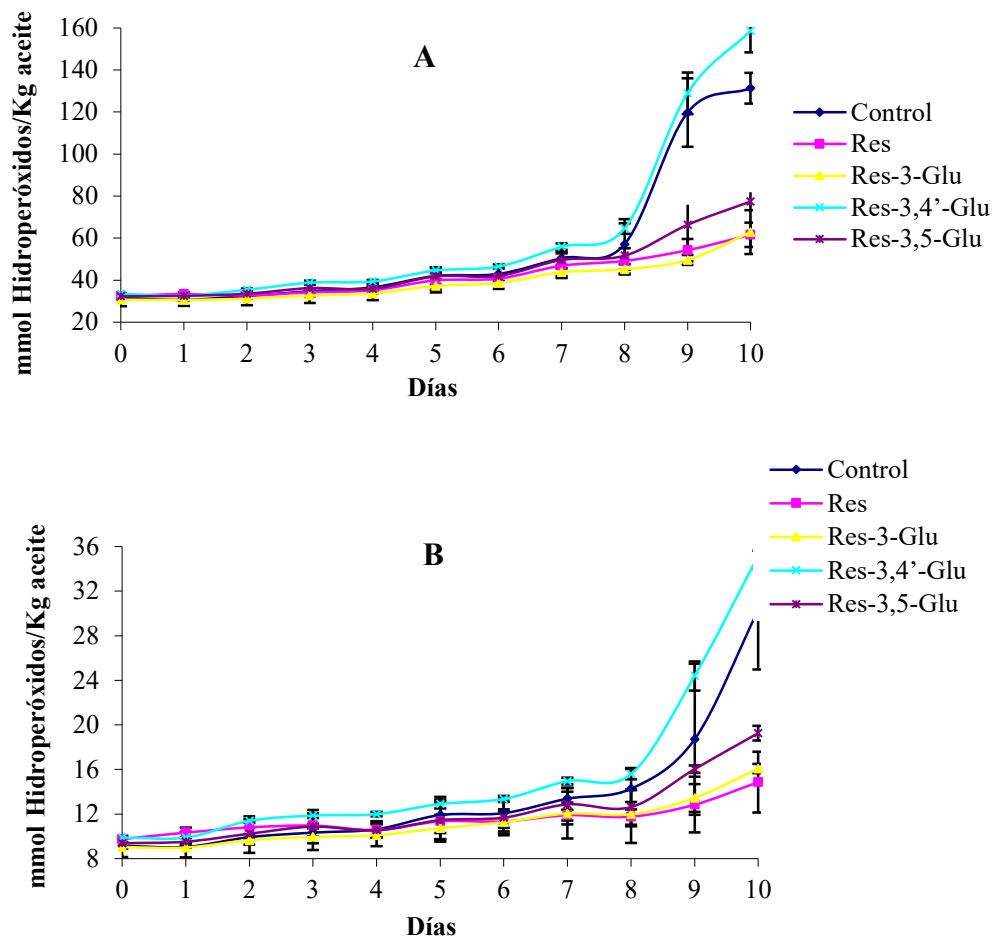 mmol Hidroperóxidos/Kg aceite
160
140
120
100
80
60
40
20
A
0 1 2 3 4 5 6 7 8 9 10
Días
Control
Res
Res-3-Glu
Res-3,4’-Glu
Res-3,5-Glu
mmol Hidroperóxidos/Kg aceite
36
32
28
24
20
16
12
8
B
0 1 2 3 4 5 6 7 8 9 10
Días
Control
Res
Res-3-Glu
Res-3,4’-Glu
Res-3,5-Glu